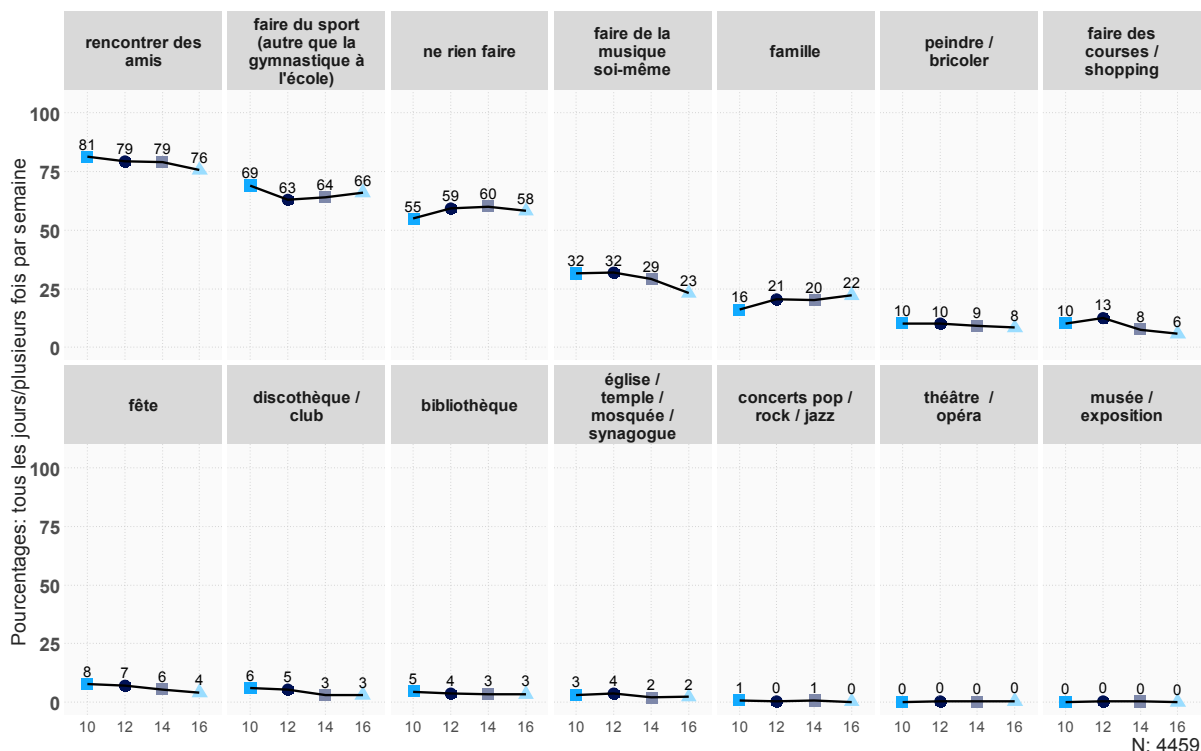 rencontrer des
amis
faire du sport
(autre que la
gymnastique à
l'école)
ne rien faire
faire de la
musique
soi-même
famille
peindre /
bricoler
faire des
courses /
shopping
Pourcentages: tous les jours/plusieurs fois par semaine
100
75
50
25
0
81 79 79 76
69 63 64 66
55 59 60 58
32 32 29 23
16 21 20 22
10 10 9 8
10 13 8 6
fête
discothèque /
club
bibliothèque
église /
temple /
mosquée /
synagogue
concerts pop /
rock / jazz
théâtre /
opéra
musée /
exposition
100
75
50
25
0
8 7 6 4
6 5 3 3
5 4 3 3
3 4 2 2
1 0 1 0
0 0 0 0
0 0 0 0
10 12 14 16
10 12 14 16
10 12 14 16
10 12 14 16
10 12 14 16
10 12 14 16
10 12 14 16
N: 4459